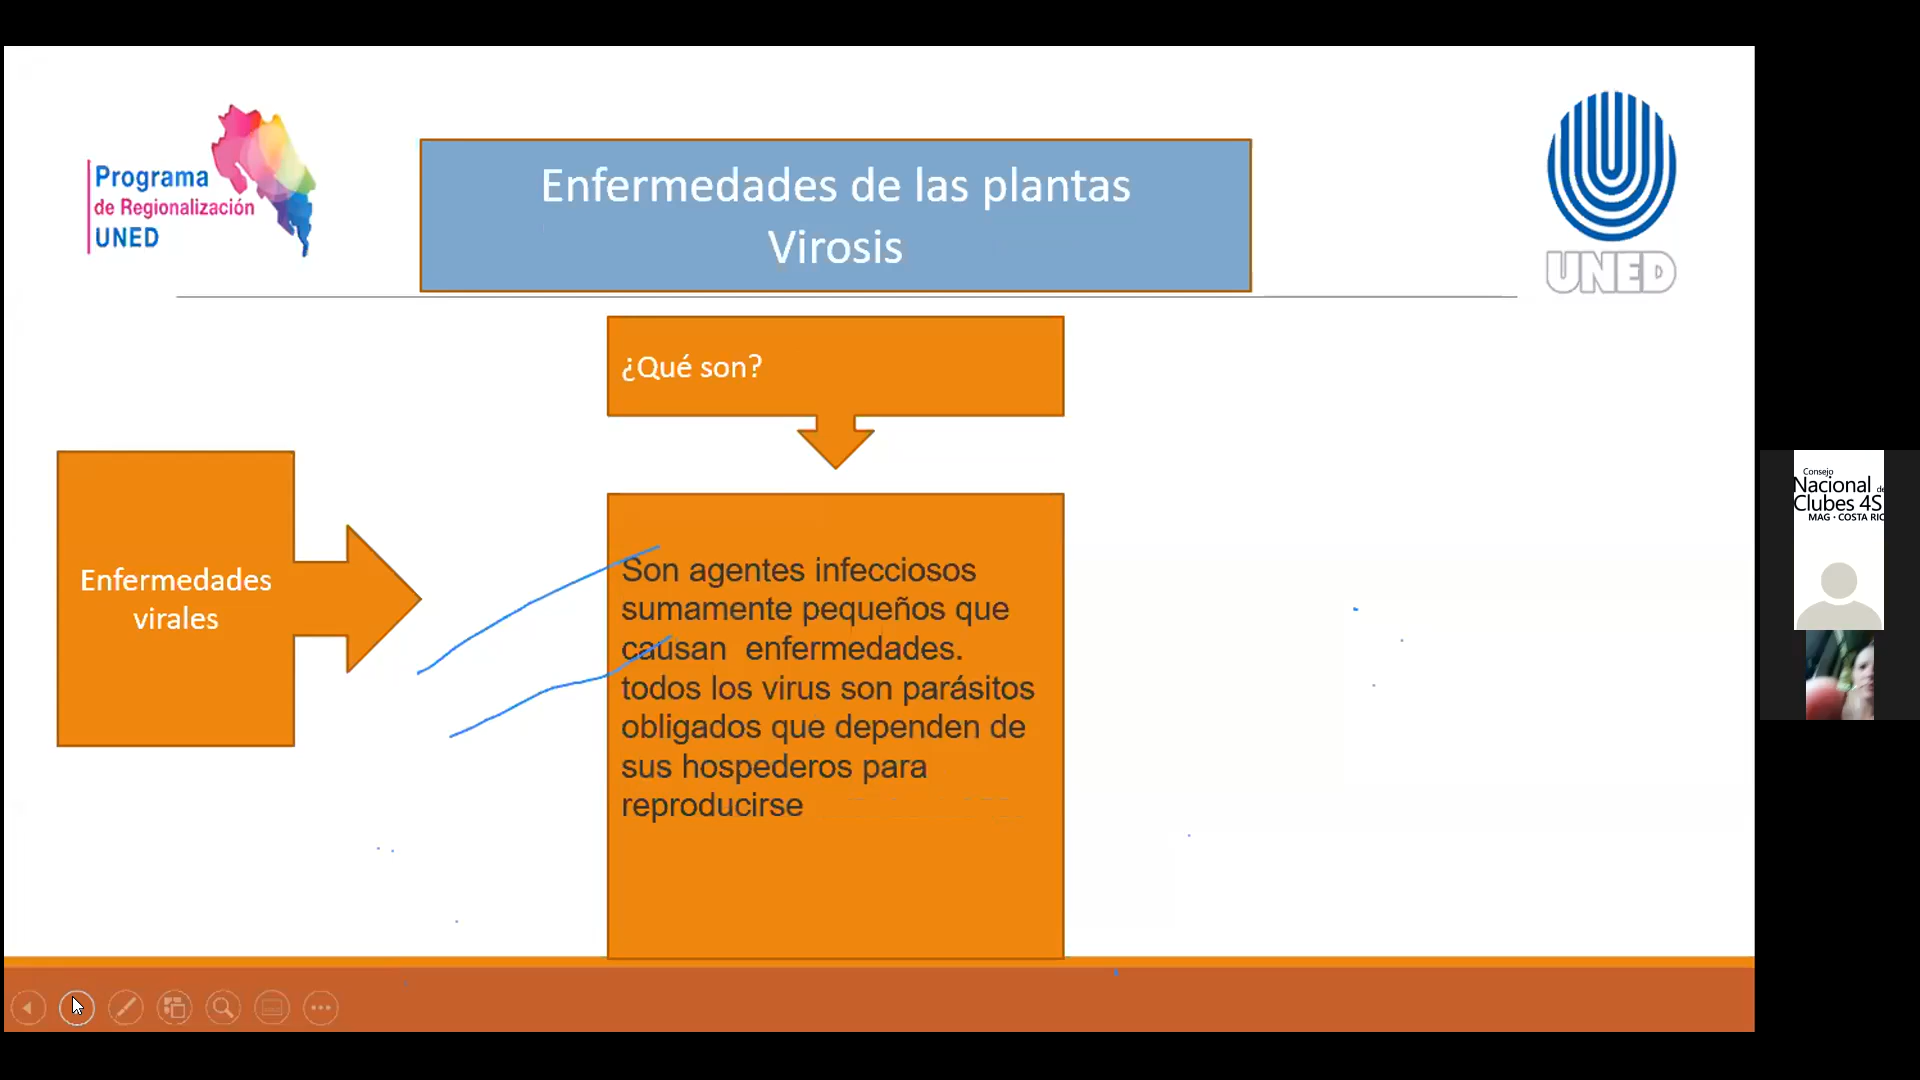 Programa
de Regionalización
UNED
Enfermedades de las plantas
Virosis
UNED
¿Qué son?
Enfermedades
virales
Son agentes infecciosos
sumamente pequeños que
causan  enfermedades.
todos los virus son parásitos
obligados que dependen de
sus hospederos para
reproducirse
Consejo
Nacional de
Clubes 4S
MAG · COSTA RIC